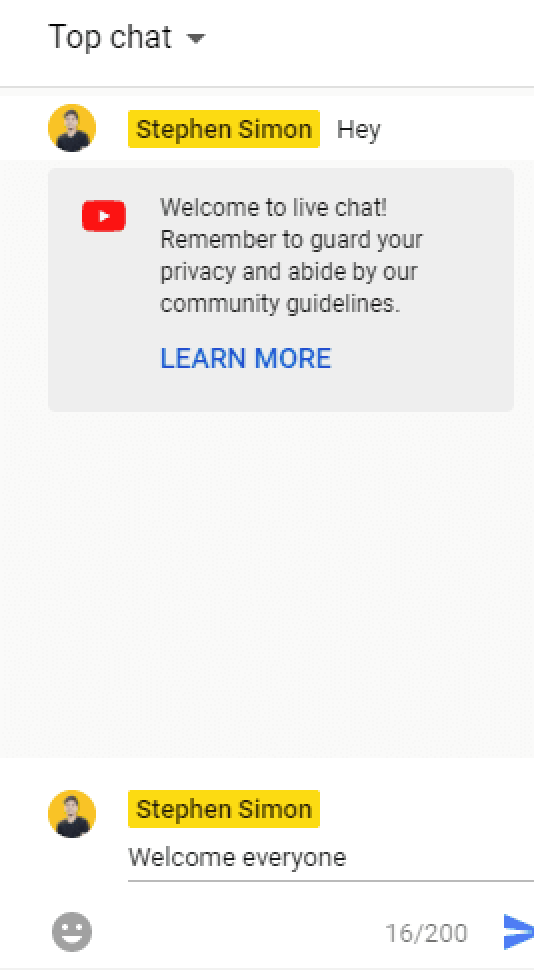 Top chat
Stephen Simon Hey
Welcome to live chat!
Remember to guard your
privacy and abide by our
community guidelines.
LEARN MORE
Stephen Simon
Welcome everyone
16/200